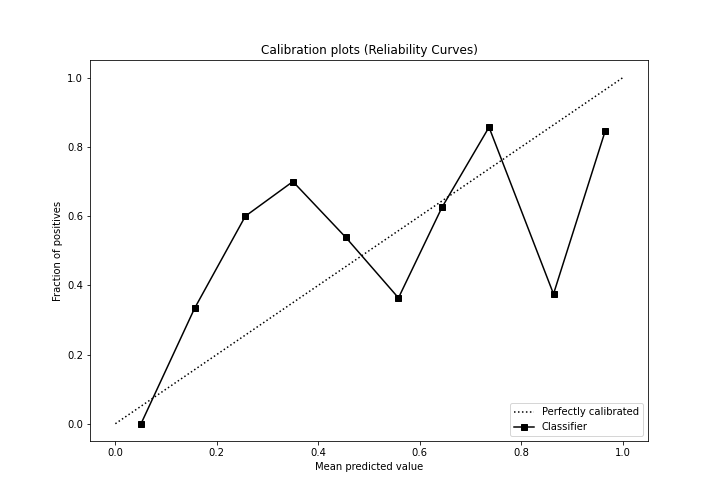 Calibration plots (Reliability Curves)
Fraction of positives
1.0
0.8
0.6
0.4
0.2
0.0
0.0 0.2 0.4 0.6 0.8 1.0
Mean predicted value
Perfectly calibrated
Classifier